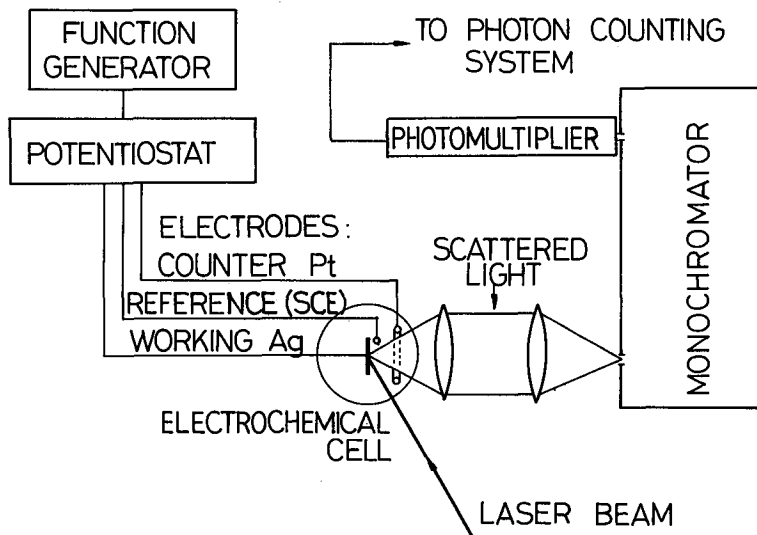 FUNCTION
GENERATOR
TO PHOTON COUNTING
SYSTEM
POTENTIOSTAT
PHOTOMULTIPLIER
MONOCHROMATOR
ELECTRODES:
COUNTER Pt
REFERENCE (SCE)
WORKING Ag
SCATTERED
LIGHT
ELECTROCHEMICAL
CELL
LASER BEAM